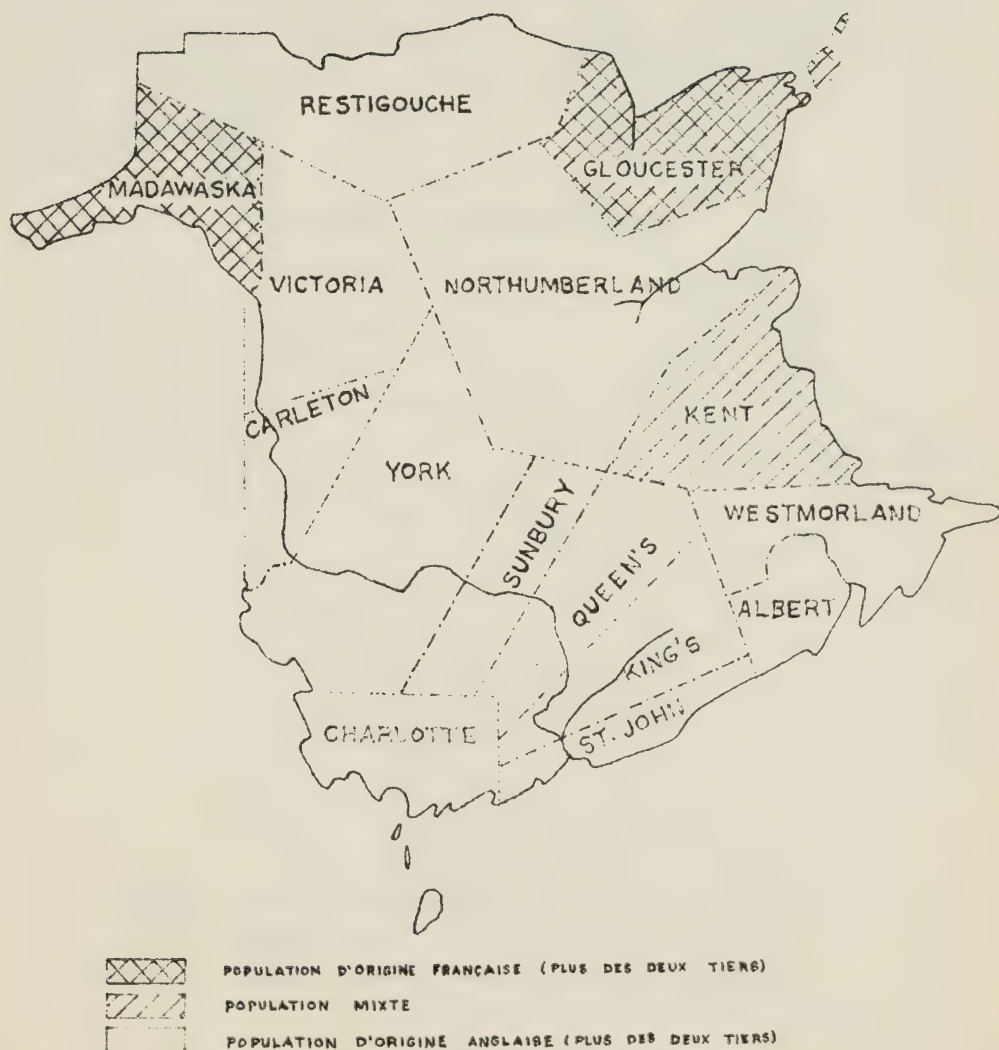 RESTIGOUCHE
GLOUCESTER
MADAWASKA
VICTORIA
NORTHUMBERLAND
CARLETON
KENT
YORK
SUNBURY
WESTMORLAND
QUEEN'S
ALBERT
KING'S
ST. JOHN
CHARLOTTE
POPULATION D'ORIGINE FRANÇAISE (PLUS DES DEUX TIERS)
POPULATION MIXTE
POPULATION D'ORIGINE ANGLAISE (PLUS DES DEUX TIERS)